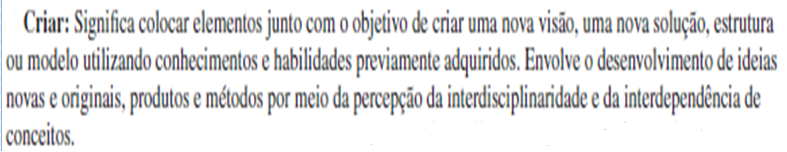 Criar: Significa colocar elementos junto com o objetivo de criar uma nova visão, uma nova solução, estrutura
ou modelo utilizando conhecimentos e habilidades previamente adquiridos. Envolve o desenvolvimento de ideias
novas e originais, produtos e métodos por meio da percepção da interdisciplinaridade e da interdependência de
conceitos.